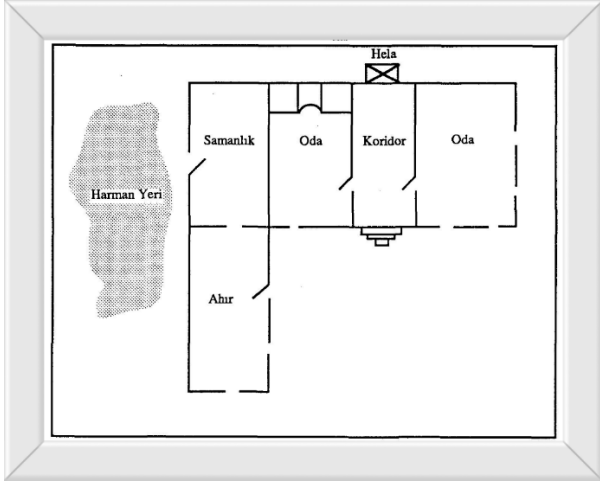 Hela
Samanlık
Oda
Koridor
Oda
Harman Yeri
Ahır